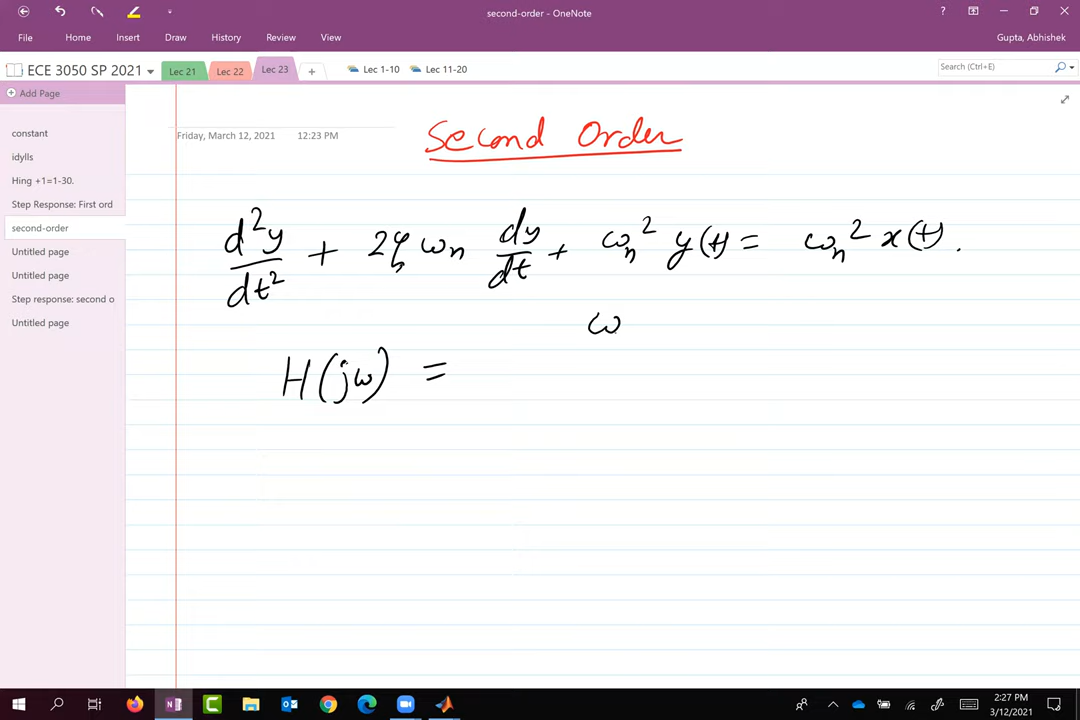 second-order - OneNote
? 
File Home Insert Draw History Review View
Gupta, Abhishek
ECE 3050 SP 2021 Lec 21 Lec 22 Lec 23 + Lec 1-10 Lec 11-20
Search (Ctrl+E)
Add Page
constant
idylls
Hing +1=1-30.
Step Response: First ord
second-order
Untitled page
Untitled page
Step response: second o
Untitled page
Friday, March 12, 2021 12:23 PM
Second Order
d²y/dt² + 2ζωn dy/dt + ωn² y(t) = ωn² x(t).
ω
H(jω) =
2:27 PM
3/12/2021